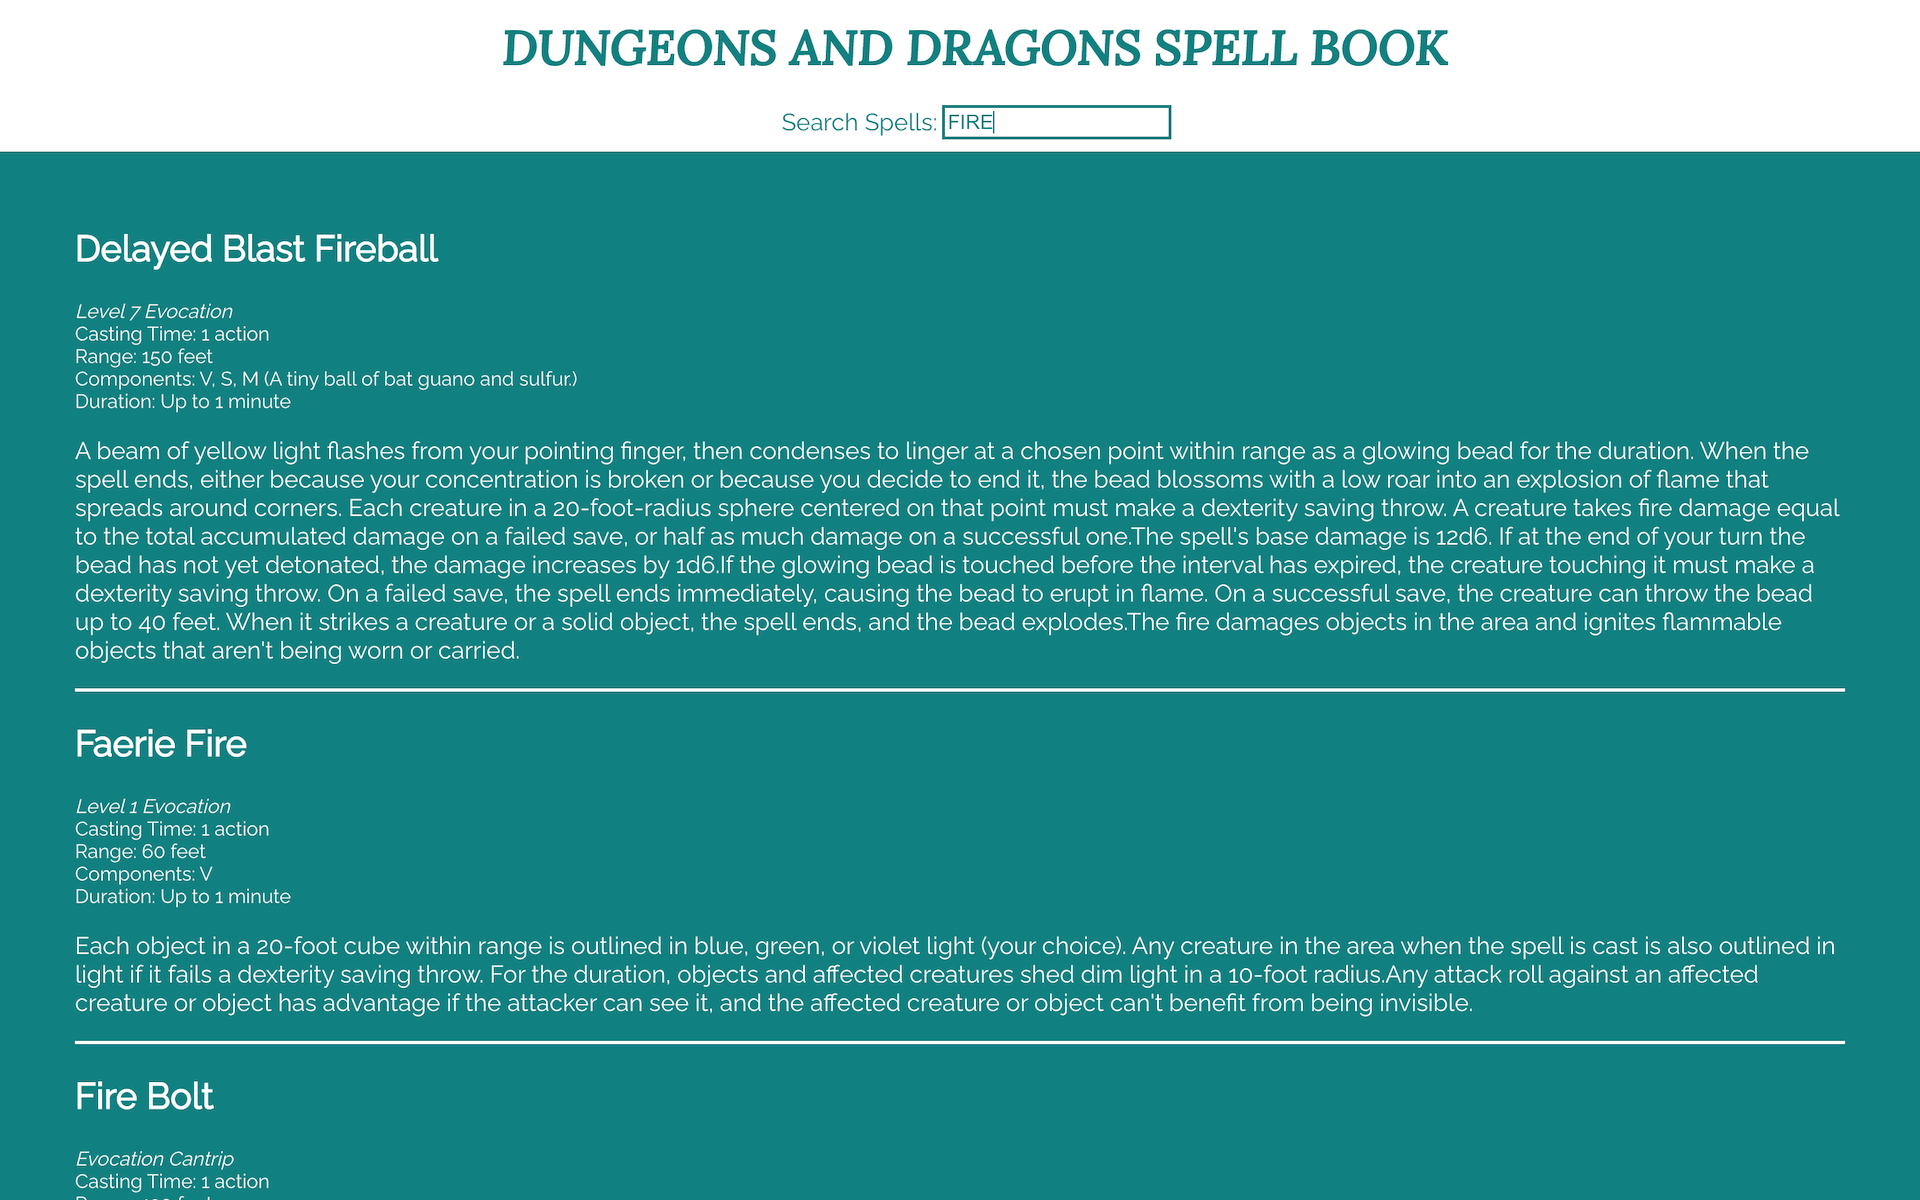 DUNGEONS AND DRAGONS SPELL BOOK
Search Spells: FIRE
Delayed Blast Fireball
Level 7 Evocation
Casting Time: 1 action
Range: 150 feet
Components: V, S, M (A tiny ball of bat guano and sulfur.)
Duration: Up to 1 minute
A beam of yellow light flashes from your pointing finger, then condenses to linger at a chosen point within range as a glowing bead for the duration. When the
spell ends, either because your concentration is broken or because you decide to end it, the bead blossoms with a low roar into an explosion of flame that
spreads around corners. Each creature in a 20-foot-radius sphere centered on that point must make a dexterity saving throw. A creature takes fire damage equal
to the total accumulated damage on a failed save, or half as much damage on a successful one.The spell's base damage is 12d6. If at the end of your turn the
bead has not yet detonated, the damage increases by 1d6.If the glowing bead is touched before the interval has expired, the creature touching it must make a
dexterity saving throw. On a failed save, the spell ends immediately, causing the bead to erupt in flame. On a successful save, the creature can throw the bead
up to 40 feet. When it strikes a creature or a solid object, the spell ends, and the bead explodes.The fire damages objects in the area and ignites flammable
objects that aren't being worn or carried.
Faerie Fire
Level 1 Evocation
Casting Time: 1 action
Range: 60 feet
Components: V
Duration: Up to 1 minute
Each object in a 20-foot cube within range is outlined in blue, green, or violet light (your choice). Any creature in the area when the spell is cast is also outlined in
light if it fails a dexterity saving throw. For the duration, objects and affected creatures shed dim light in a 10-foot radius.Any attack roll against an affected
creature or object has advantage if the attacker can see it, and the affected creature or object can't benefit from being invisible.
Fire Bolt
Evocation Cantrip
Casting Time: 1 action